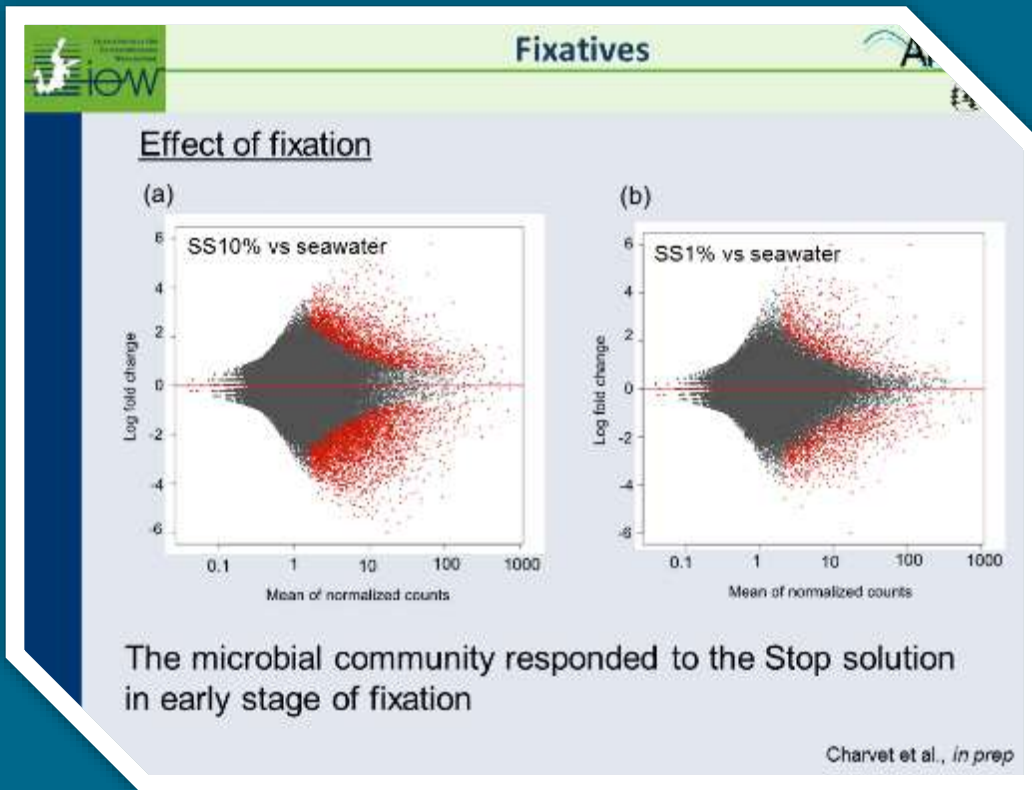 Fixatives
iow
Effect of fixation
(a)
(b)
SS10% vs seawater
SS1% vs seawater
6
4
2
0
-2
-4
-6
Log fold change
0.1
1
10
100
1000
Mean of normalized counts
6
4
2
0
-2
-4
-6
Log fold change
0.1
1
10
100
1000
Mean of normalized counts
The microbial community responded to the Stop solution
in early stage of fixation
Charvet et al., in prep